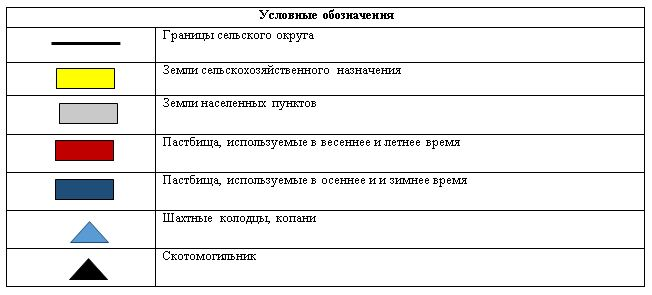 Условные обозначения
Границы сельского округа
Земли сельскохозяйственного назначения
Земли населенных пунктов
Пастбища, используемые в весеннее и летнее время
Пастбища, используемые в осеннее и и зимнее время
Шахтные колодцы, копани
Скотомогильник